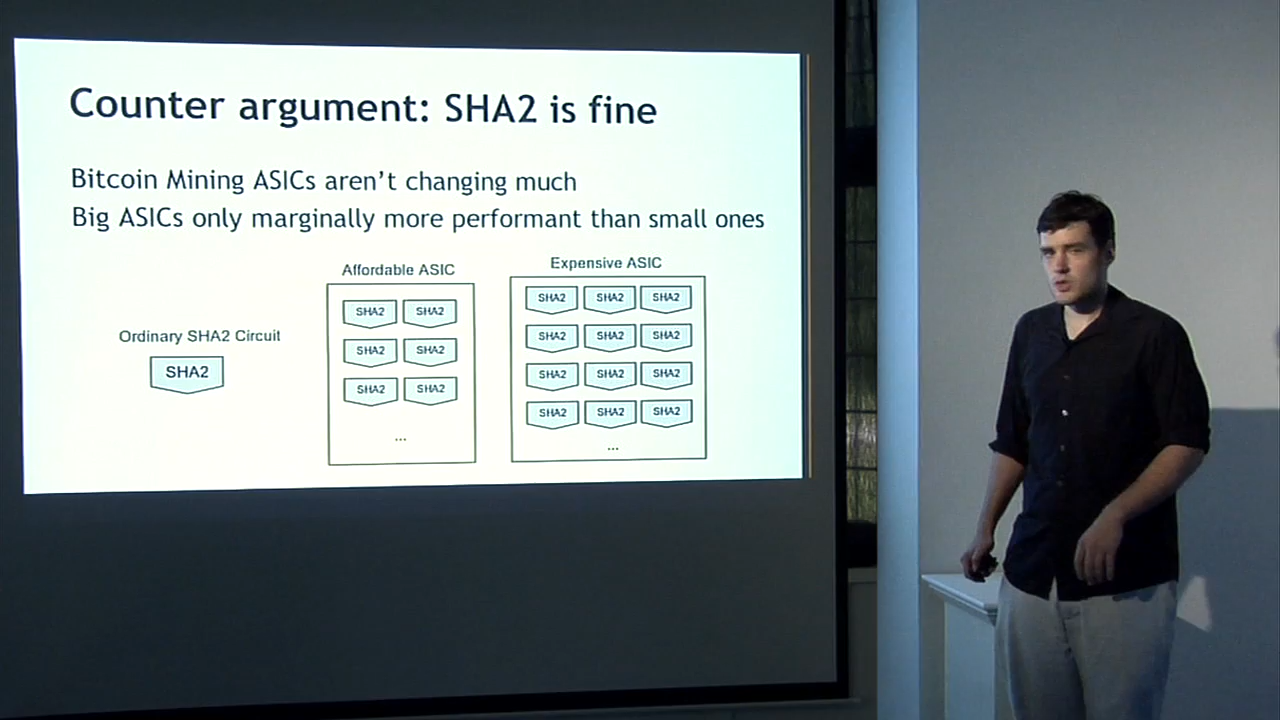 Counter argument: SHA2 is fine
Bitcoin Mining ASICs aren't changing much
Big ASICs only marginally more performant than small ones
Ordinary SHA2 Circuit
SHA2
Affordable ASIC
SHA2 SHA2
SHA2 SHA2
SHA2 SHA2
...
Expensive ASIC
SHA2 SHA2 SHA2
SHA2 SHA2 SHA2
SHA2 SHA2 SHA2
SHA2 SHA2 SHA2
...